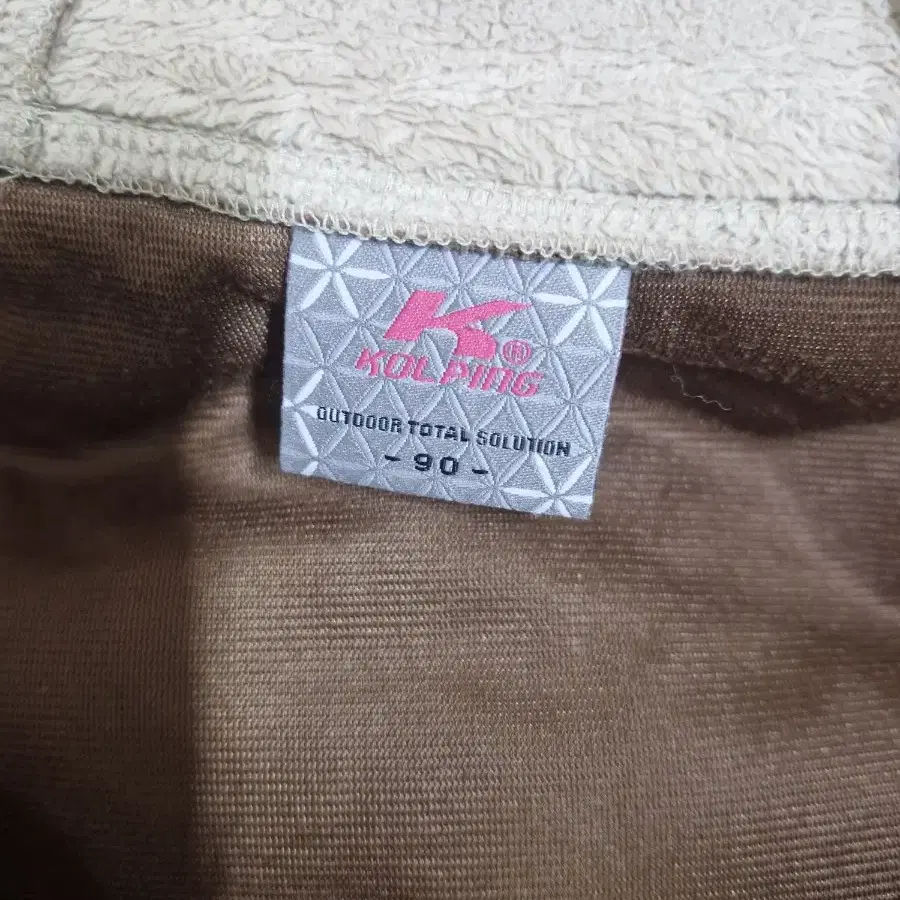 K®
KOLPING
OUTDOOR TOTAL SOLUTION
- 90 -